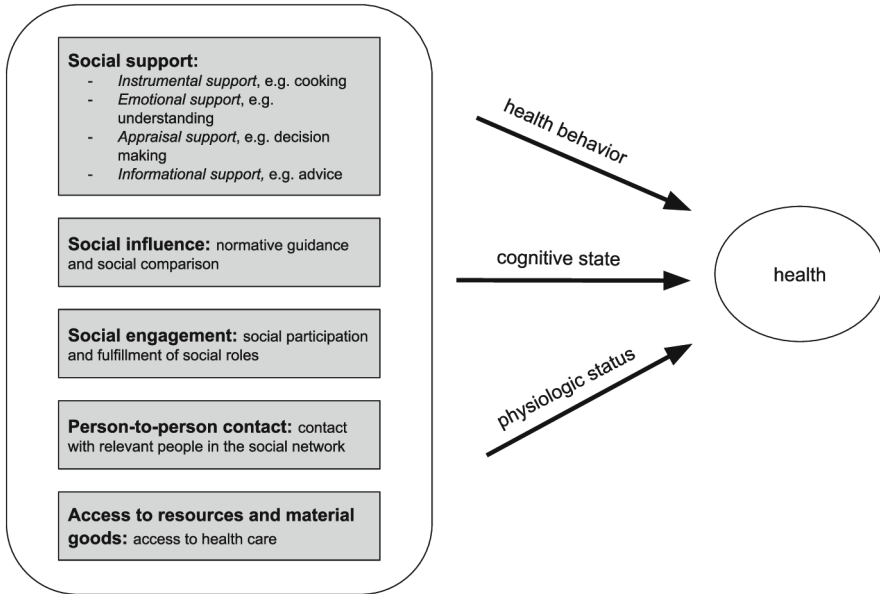 Social support:
- Instrumental support, e.g. cooking
- Emotional support, e.g.
understanding
- Appraisal support, e.g. decision
making
- Informational support, e.g. advice
Social influence: normative guidance
and social comparison
Social engagement: social participation
and fulfillment of social roles
Person-to-person contact: contact
with relevant people in the social network
Access to resources and material
goods: access to health care
health behavior
cognitive state
physiologic status
health